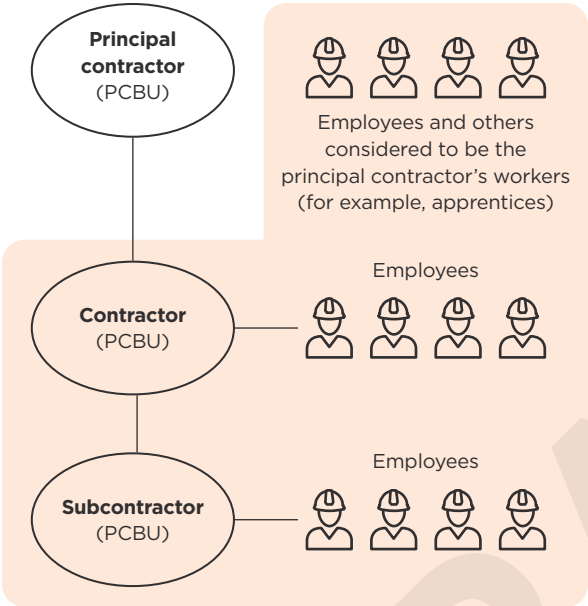 Principal
contractor
(PCBU)
Employees and others
considered to be the
principal contractor’s workers
(for example, apprentices)
Contractor
(PCBU)
Employees
Subcontractor
(PCBU)
Employees